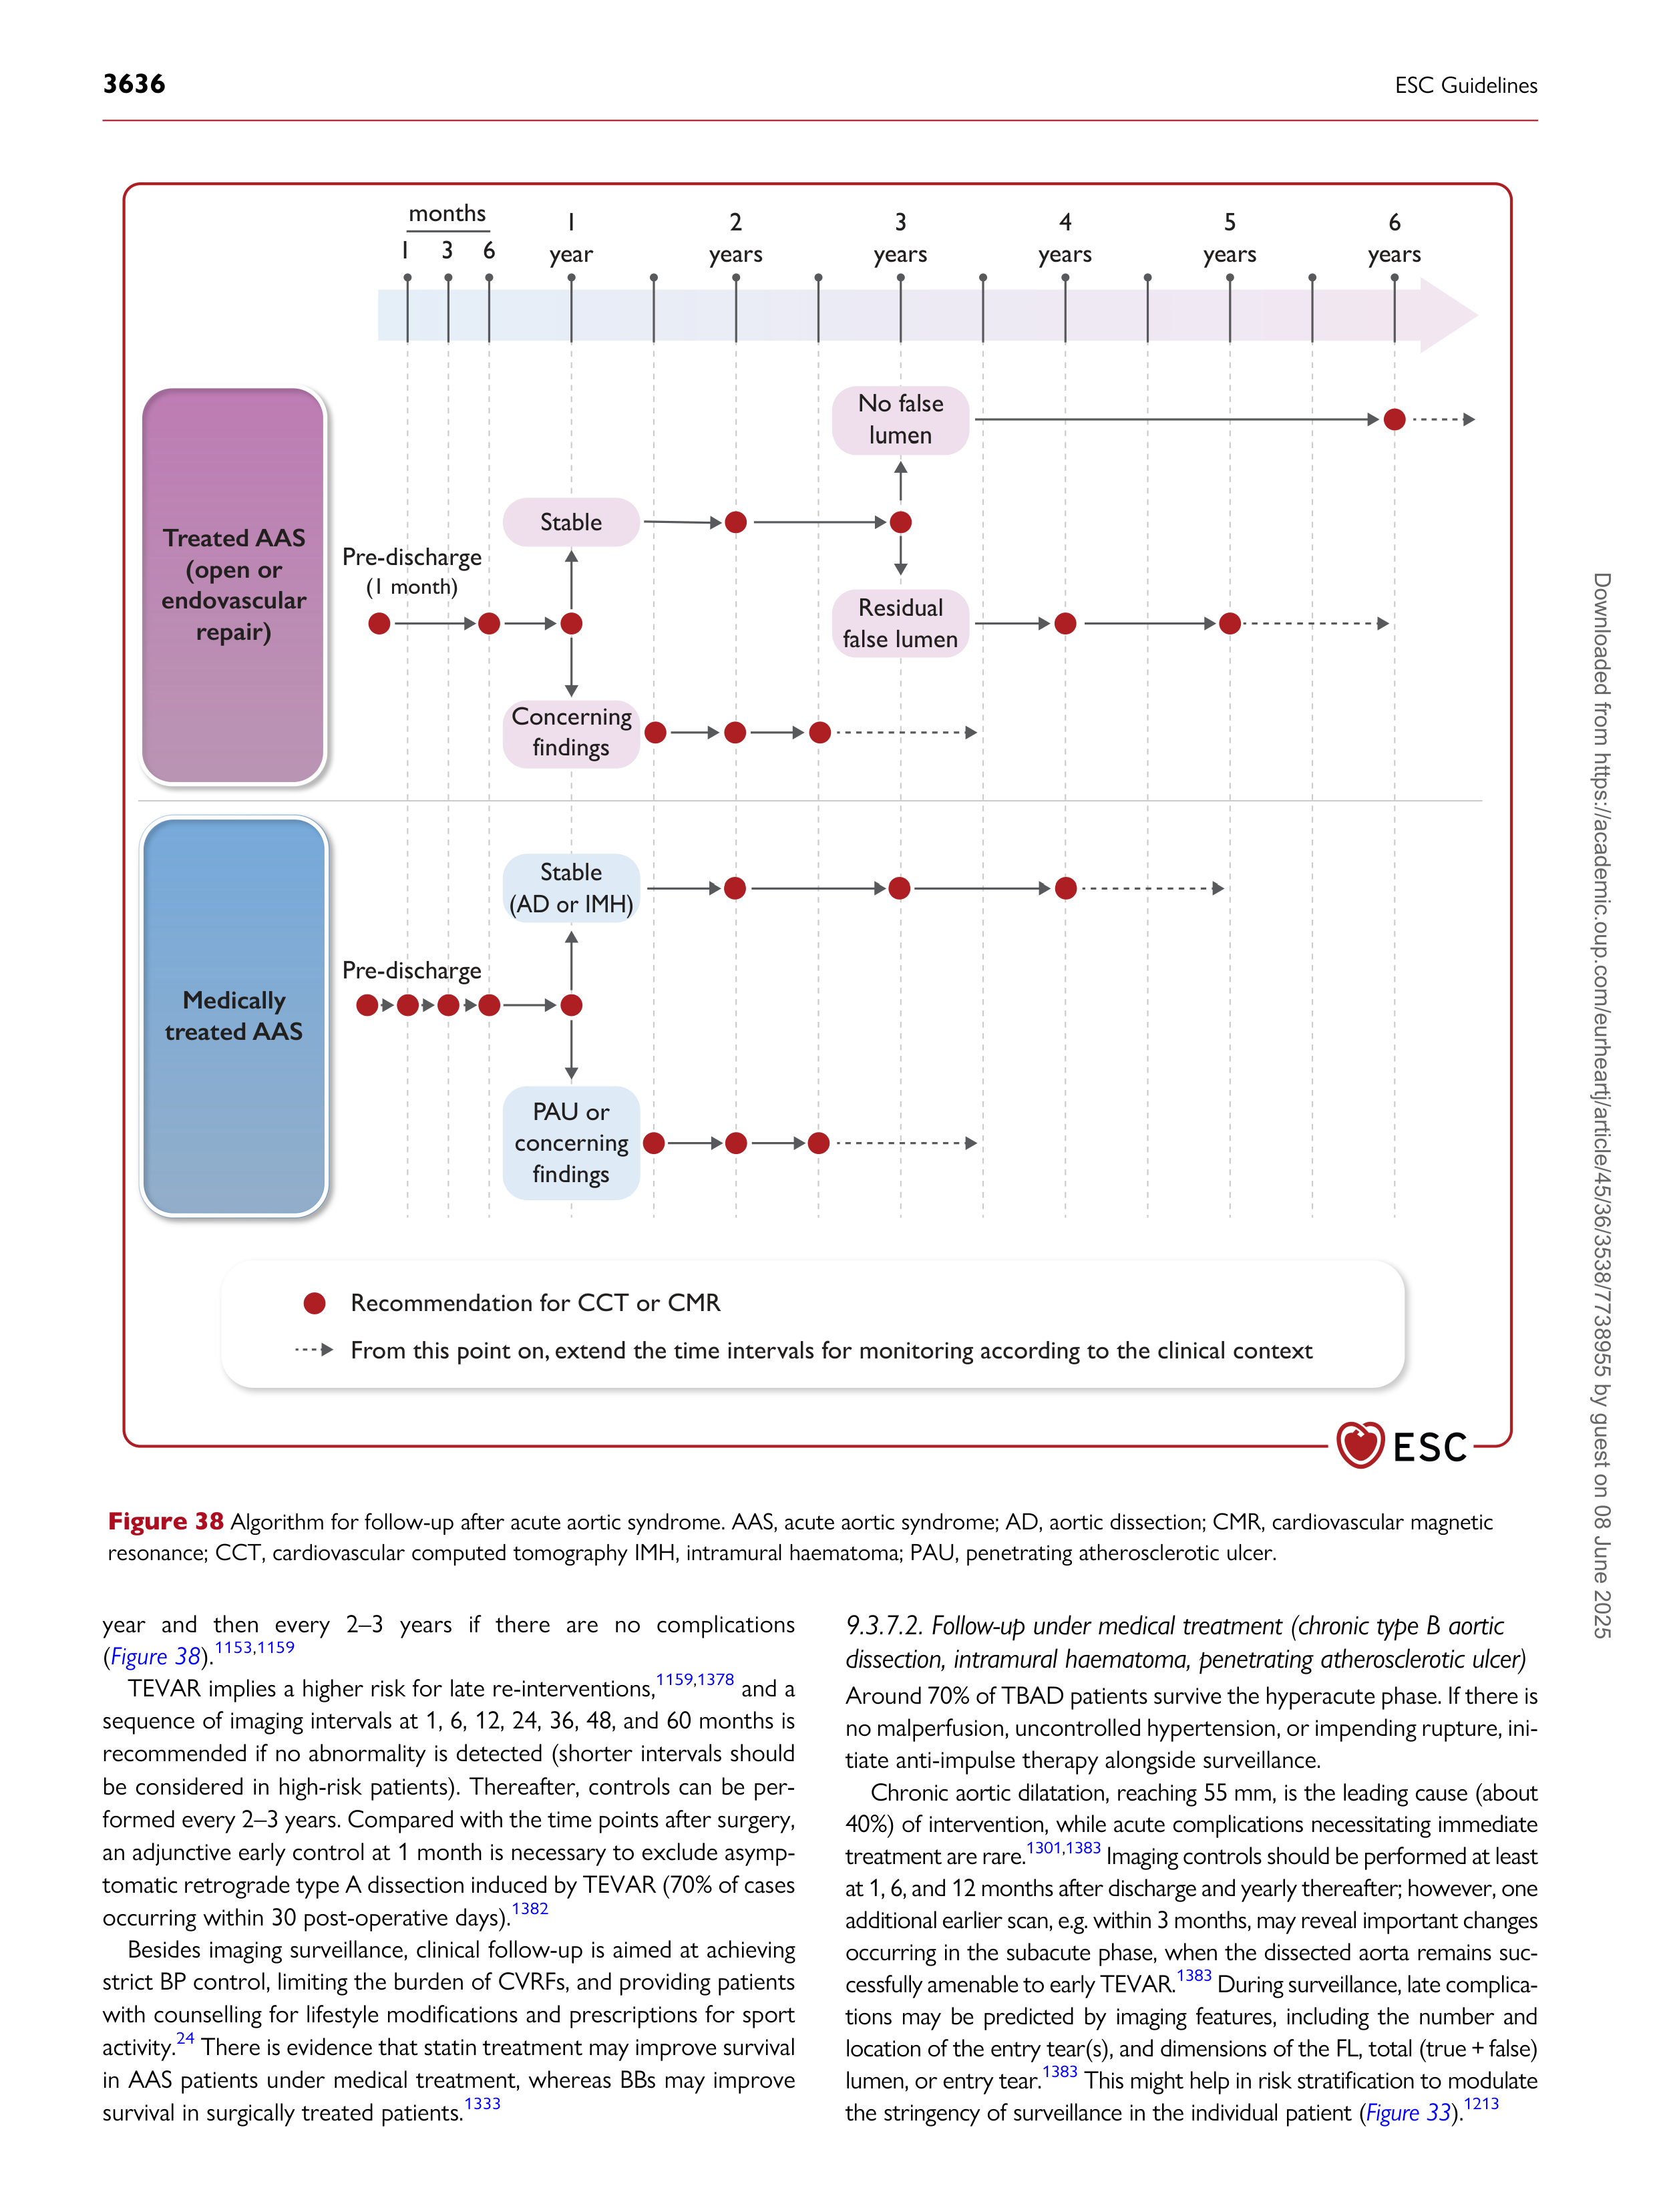 3636
ESC Guidelines
months
1 3 6
1
year
2
years
3
years
4
years
5
years
6
years
No false
lumen
Stable
Treated AAS
(open or
endovascular
repair)
Pre-discharge
(1 month)
Residual
false lumen
Concerning
findings
Stable
(AD or IMH)
Pre-discharge
Medically
treated AAS
PAU or
concerning
findings
Recommendation for CCT or CMR
From this point on, extend the time intervals for monitoring according to the clinical context
ESC
Figure 38 Algorithm for follow-up after acute aortic syndrome. AAS, acute aortic syndrome; AD, aortic dissection; CMR, cardiovascular magnetic
resonance; CCT, cardiovascular computed tomography IMH, intramural haematoma; PAU, penetrating atherosclerotic ulcer.
year and then every 2–3 years if there are no complications
(Figure 38).1153,1159
TEVAR implies a higher risk for late re-interventions,1159,1378 and a
sequence of imaging intervals at 1, 6, 12, 24, 36, 48, and 60 months is
recommended if no abnormality is detected (shorter intervals should
be considered in high-risk patients). Thereafter, controls can be per-
formed every 2–3 years. Compared with the time points after surgery,
an adjunctive early control at 1 month is necessary to exclude asymp-
tomatic retrograde type A dissection induced by TEVAR (70% of cases
occurring within 30 post-operative days).1382
Besides imaging surveillance, clinical follow-up is aimed at achieving
strict BP control, limiting the burden of CVRFs, and providing patients
with counselling for lifestyle modifications and prescriptions for sport
activity.24 There is evidence that statin treatment may improve survival
in AAS patients under medical treatment, whereas BBs may improve
survival in surgically treated patients.1333
9.3.7.2. Follow-up under medical treatment (chronic type B aortic
dissection, intramural haematoma, penetrating atherosclerotic ulcer)
Around 70% of TBAD patients survive the hyperacute phase. If there is
no malperfusion, uncontrolled hypertension, or impending rupture, ini-
tiate anti-impulse therapy alongside surveillance.
Chronic aortic dilatation, reaching 55 mm, is the leading cause (about
40%) of intervention, while acute complications necessitating immediate
treatment are rare.1301,1383 Imaging controls should be performed at least
at 1, 6, and 12 months after discharge and yearly thereafter; however, one
additional earlier scan, e.g. within 3 months, may reveal important changes
occurring in the subacute phase, when the dissected aorta remains suc-
cessfully amenable to early TEVAR.1383 During surveillance, late complica-
tions may be predicted by imaging features, including the number and
location of the entry tear(s), and dimensions of the FL, total (true + false)
lumen, or entry tear.1383 This might help in risk stratification to modulate
the stringency of surveillance in the individual patient (Figure 33).1213
Downloaded from https://academic.oup.com/eurheartj/article/45/36/3538/7738955 by guest on 08 June 2025